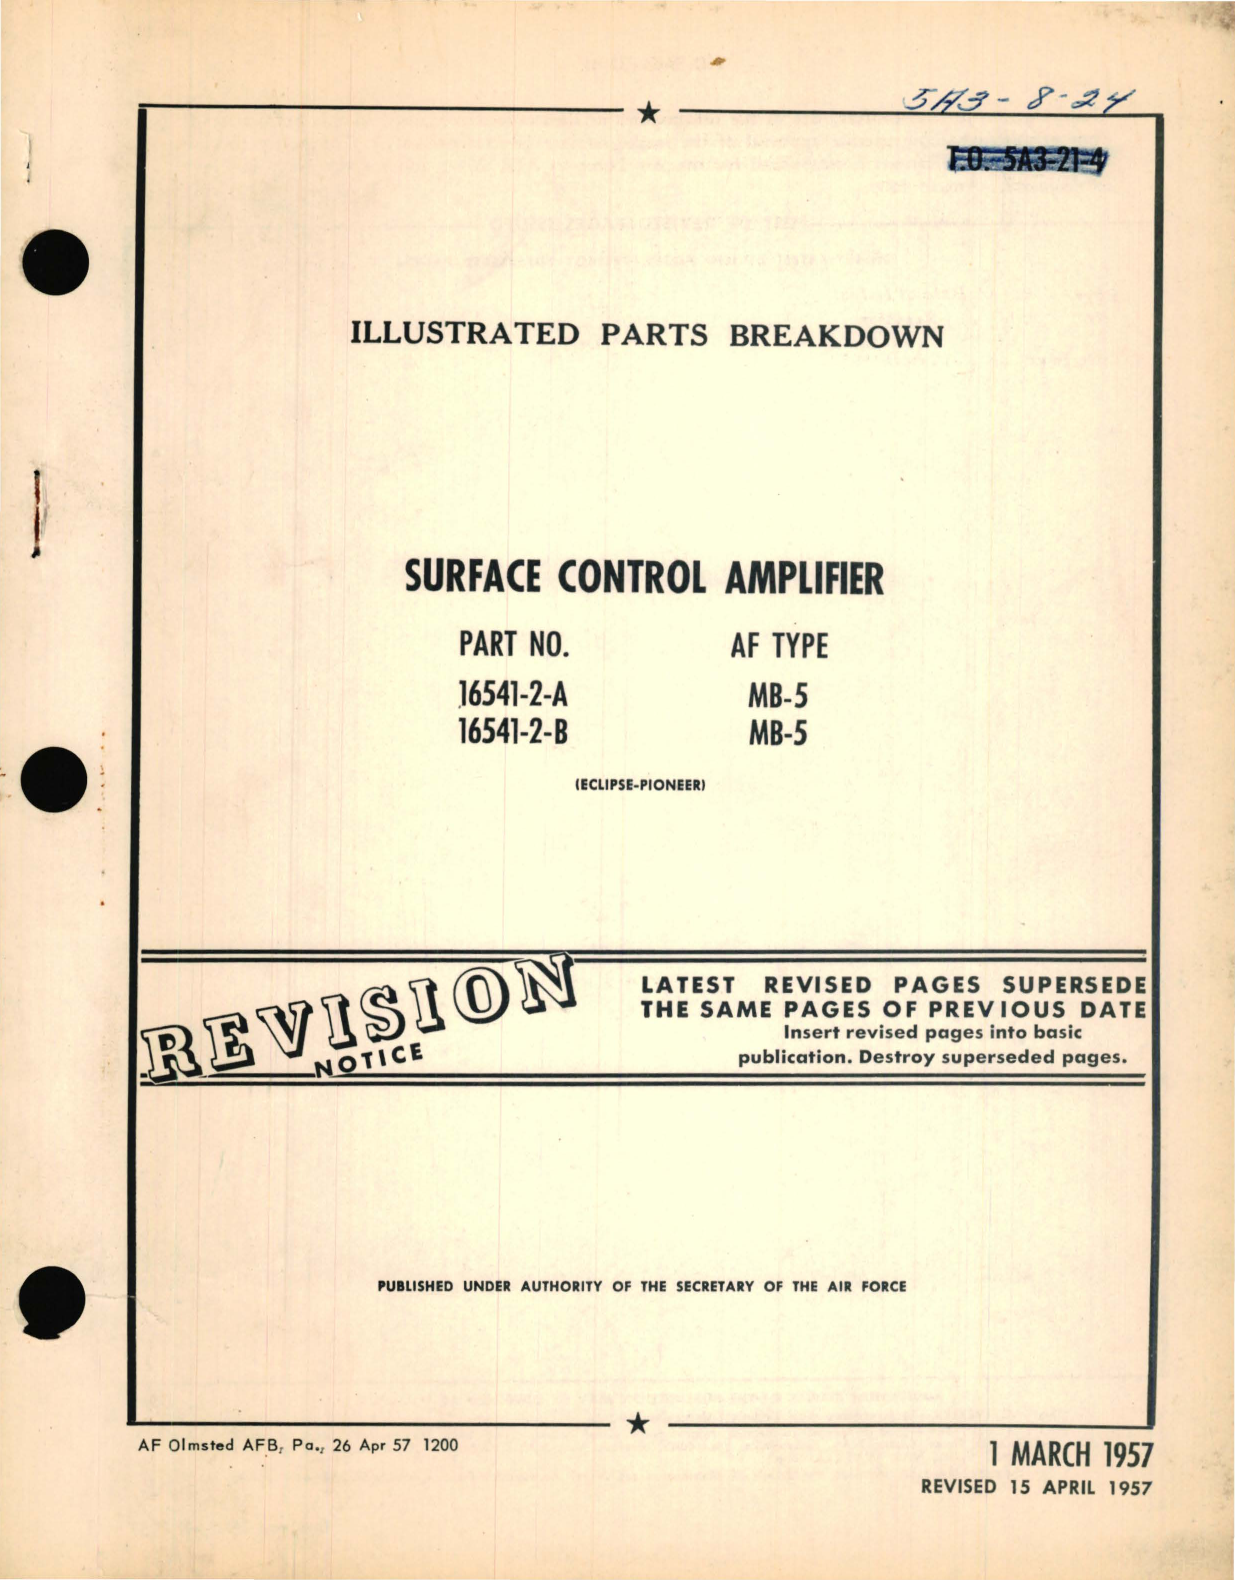 5A3-8-24
T.O. 5A3-21-4
ILLUSTRATED PARTS BREAKDOWN
SURFACE CONTROL AMPLIFIER
PART NO. AF TYPE
16541-2-A MB-5
16541-2-B MB-5
(ECLIPSE-PIONEER)
REVISION
NOTICE
LATEST REVISED PAGES SUPERSEDE
THE SAME PAGES OF PREVIOUS DATE
Insert revised pages into basic
publication. Destroy superseded pages.
PUBLISHED UNDER AUTHORITY OF THE SECRETARY OF THE AIR FORCE
AF Olmsted AFB, Pa., 26 Apr 57 1200
1 MARCH 1957
REVISED 15 APRIL 1957